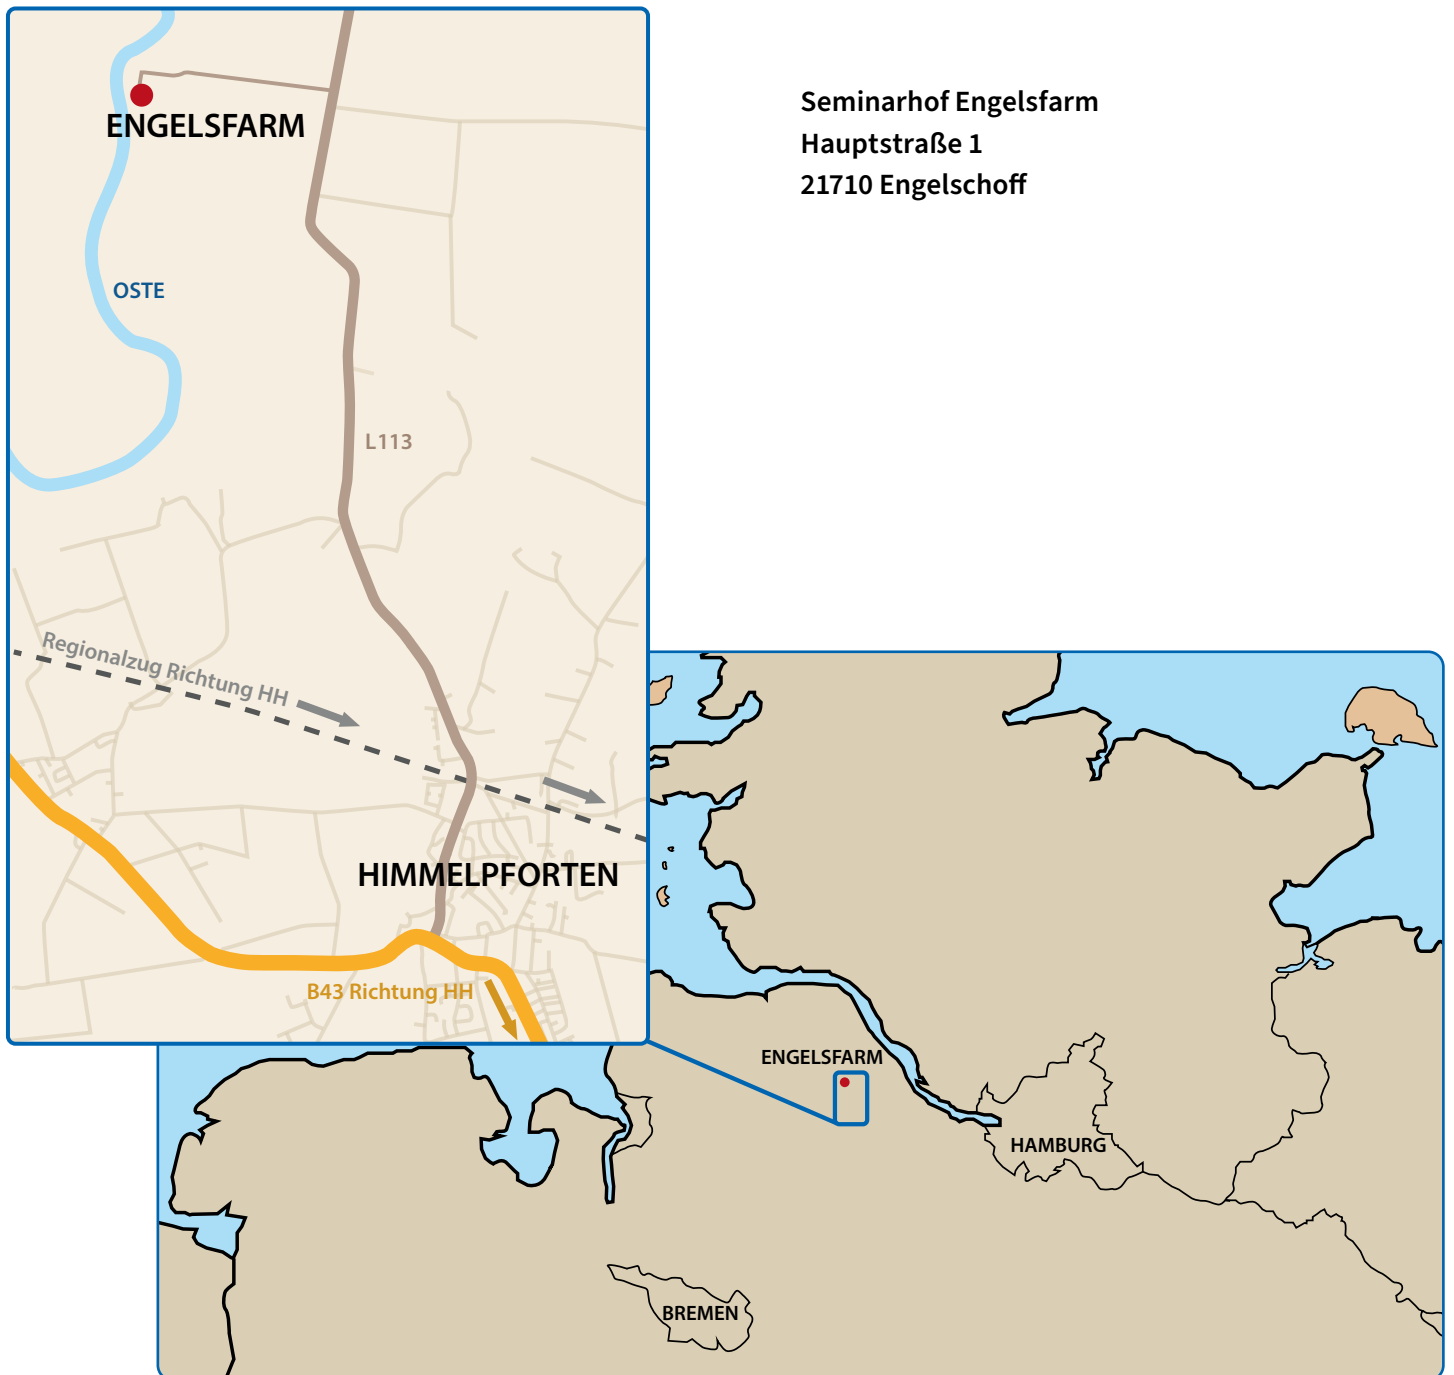 ENGELSFARM
OSTE
L113
Regionalzug Richtung HH
HIMMELPFORTEN
B43 Richtung HH
Seminarhof Engelsfarm
Hauptstraße 1
21710 Engelschoff
ENGELSFARM
HAMBURG
BREMEN